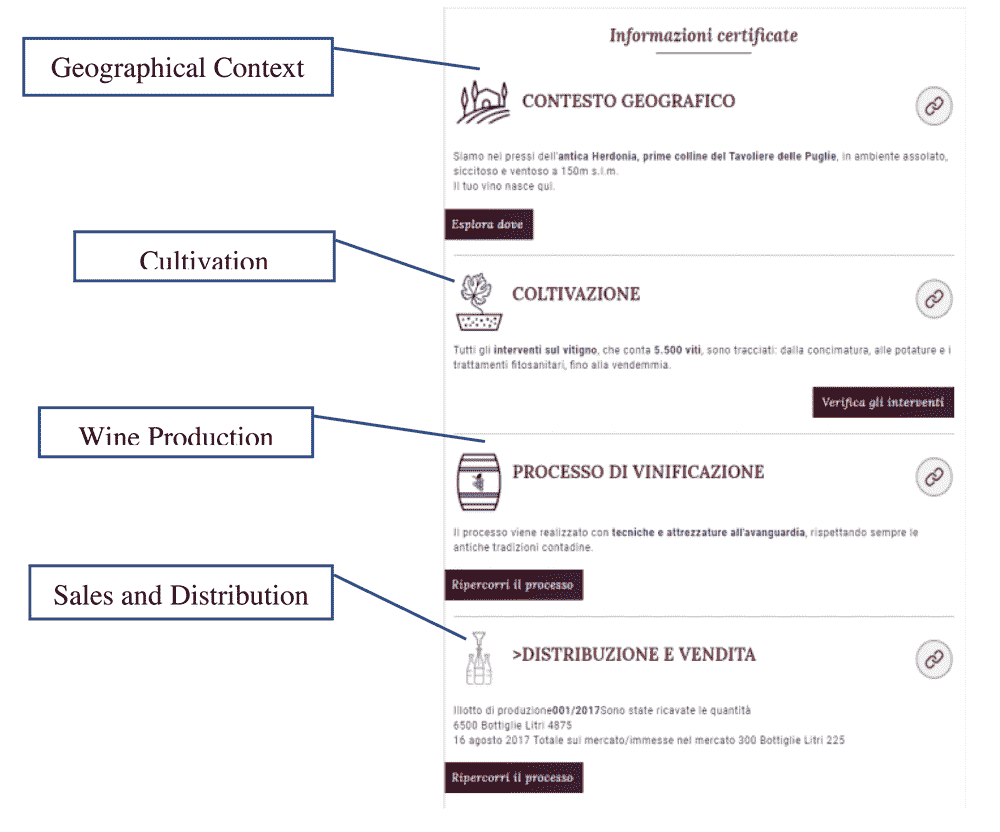 Informazioni certificate
Geographical Context
CONTESTO GEOGRAFICO
Siamo nei pressi dell'antica Herdonia, prime colline del Tavoliere delle Puglie, in ambiente assolato,
siccitoso e ventoso a 150m s.l.m.
Il tuo vino nasce qui.
Esplora dove
Cultivation
COLTIVAZIONE
Tutti gli interventi sul vitigno, che conta 5.500 viti, sono tracciati: dalla concimatura, alle potature e i
trattamenti fitosanitari, fino alla vendemmia.
Verifica gli interventi
Wine Production
PROCESSO DI VINIFICAZIONE
Il processo viene realizzato con tecniche e attrezzature all'avanguardia, rispettando sempre le
antiche tradizioni contadine.
Ripercorri il processo
Sales and Distribution
>DISTRIBUZIONE E VENDITA
Illotto di produzione001/2017Sono state ricavate le quantità
6500 Bottiglie Litri 4875
16 agosto 2017 Totale sul mercato/immesse nel mercato 300 Bottiglie Litri 225
Ripercorri il processo